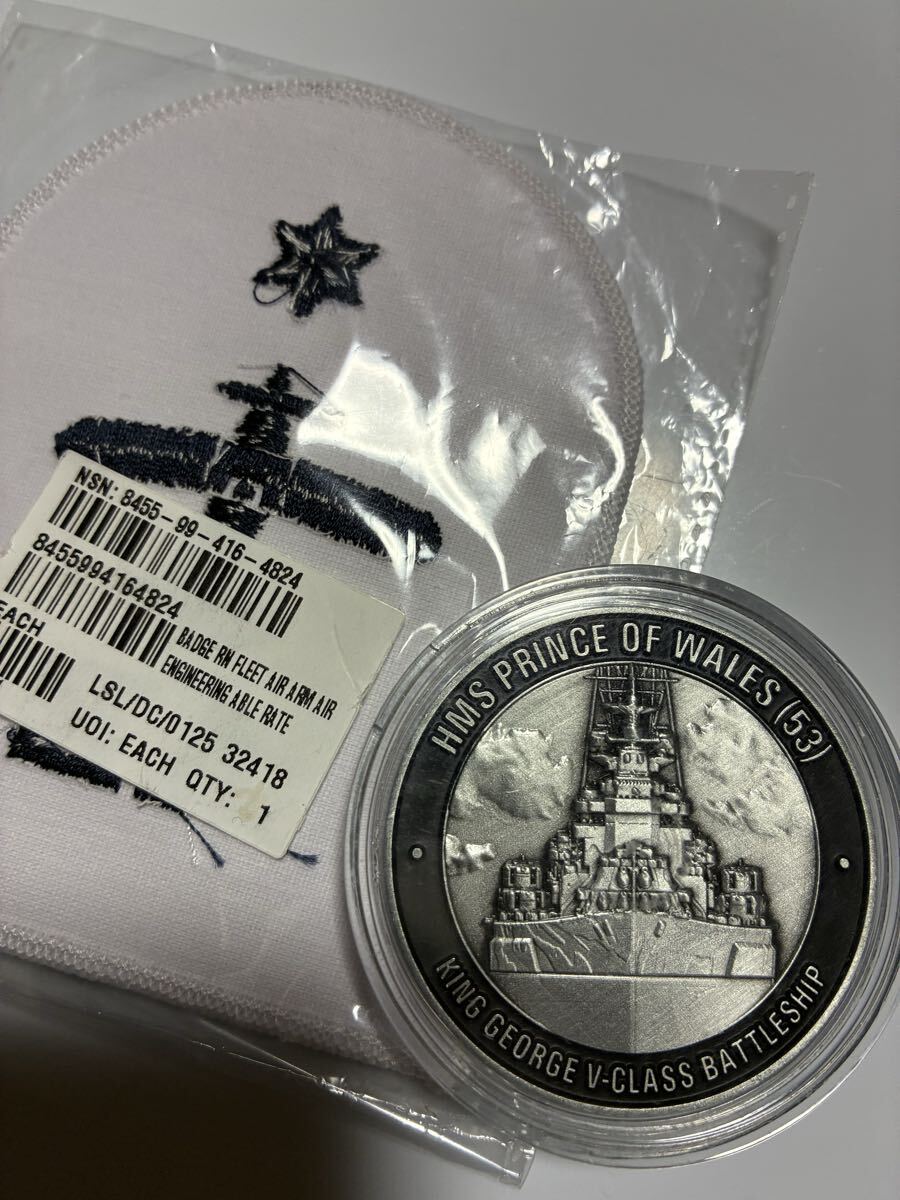 NSN: 8455-99-416-4824
8455994164824
EACH
BADGE RN FLEET AIR ARM AIR
ENGINEERING ABLE RATE
LSL/DC/0125 32418
UOI: EACH QTY: 1
HMS PRINCE OF WALES (53)
KING GEORGE V-CLASS BATTLESHIP